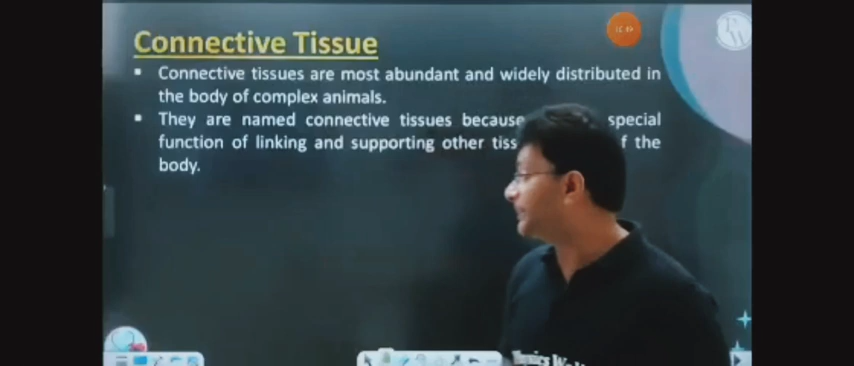 Connective Tissue
▪ Connective tissues are most abundant and widely distributed in
the body of complex animals.
▪ They are named connective tissues because special
function of linking and supporting other tiss f the
body.
PW